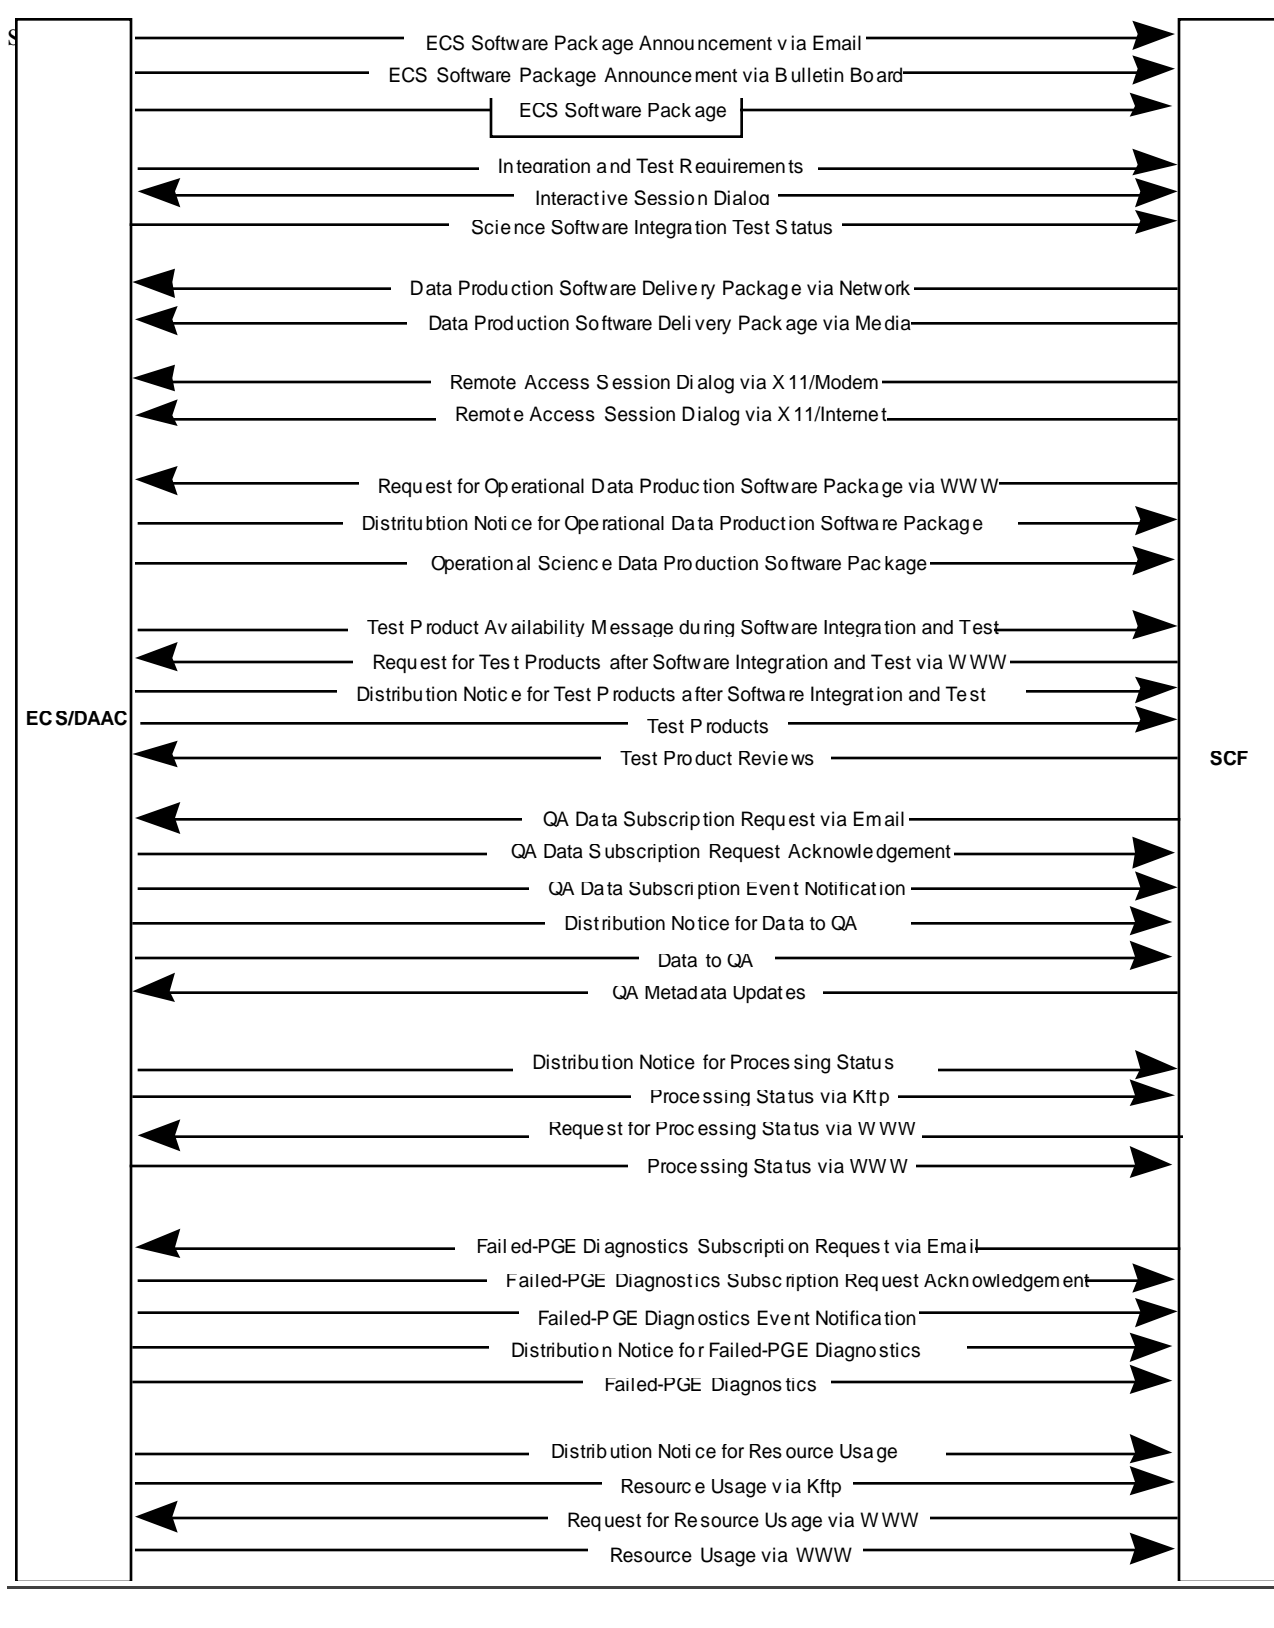 S
ECS Software Package Announcement via Email
ECS Software Package Announcement via Bulletin Board
ECS Software Package
Integration and Test Requirements
Interactive Session Dialog
Science Software Integration Test Status
Data Production Software Delivery Package via Network
Data Production Software Delivery Package via Media
Remote Access Session Dialog via X11/Modem
Remote Access Session Dialog via X11/Internet
Request for Operational Data Production Software Package via WWW
Distritubtion Notice for Operational Data Production Software Package
Operational Science Data Production Software Package
Test Product Availability Message during Software Integration and Test
Request for Test Products after Software Integration and Test via WWW
Distribution Notice for Test Products after Software Integration and Test
ECS/DAAC
Test Products
Test Product Reviews
SCF
QA Data Subscription Request via Email
QA Data Subscription Request Acknowledgement
QA Data Subscription Event Notification
Distribution Notice for Data to QA
Data to QA
QA Metadata Updates
Distribution Notice for Processing Status
Processing Status via Kftp
Request for Processing Status via WWW
Processing Status via WWW
Failed-PGE Diagnostics Subscription Request via Email
Failed-PGE Diagnostics Subscription Request Acknowledgement
Failed-PGE Diagnostics Event Notification
Distribution Notice for Failed-PGE Diagnostics
Failed-PGE Diagnostics
Distribution Notice for Resource Usage
Resource Usage via Kftp
Request for Resource Usage via WWW
Resource Usage via WWW